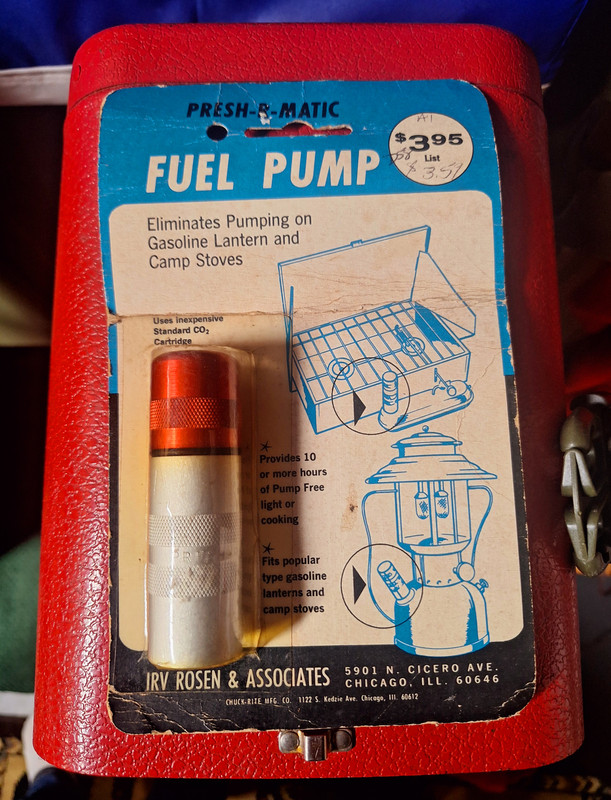 PRESH-R-MATIC
FUEL PUMP
A1
$3.95
List
$3.59
Eliminates Pumping on
Gasoline Lantern and
Camp Stoves
Uses inexpensive
Standard CO2
Cartridge
* Provides 10
or more hours
of Pump Free
light or
cooking
* Fits popular
type gasoline
lanterns and
camp stoves
IRV ROSEN & ASSOCIATES
5901 N. CICERO AVE.
CHICAGO, ILL. 60646
CHUCK-RITE MFG. CO. 1122 S. Kedzie Ave. Chicago, Ill. 60612